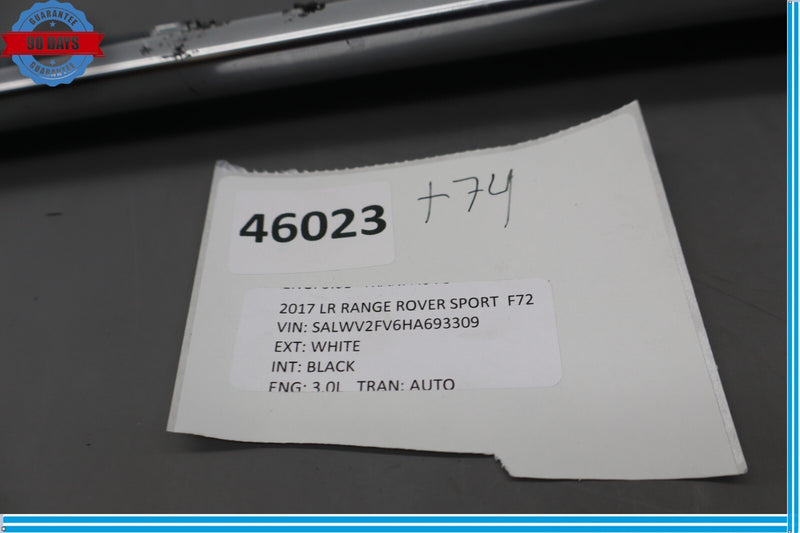 GUARANTEE
90 DAYS
GUARANTEE
46023
+74
2017 LR RANGE ROVER SPORT F72
VIN: SALWV2FV6HA693309
EXT: WHITE
INT: BLACK
ENG: 3.0L TRAN: AUTO